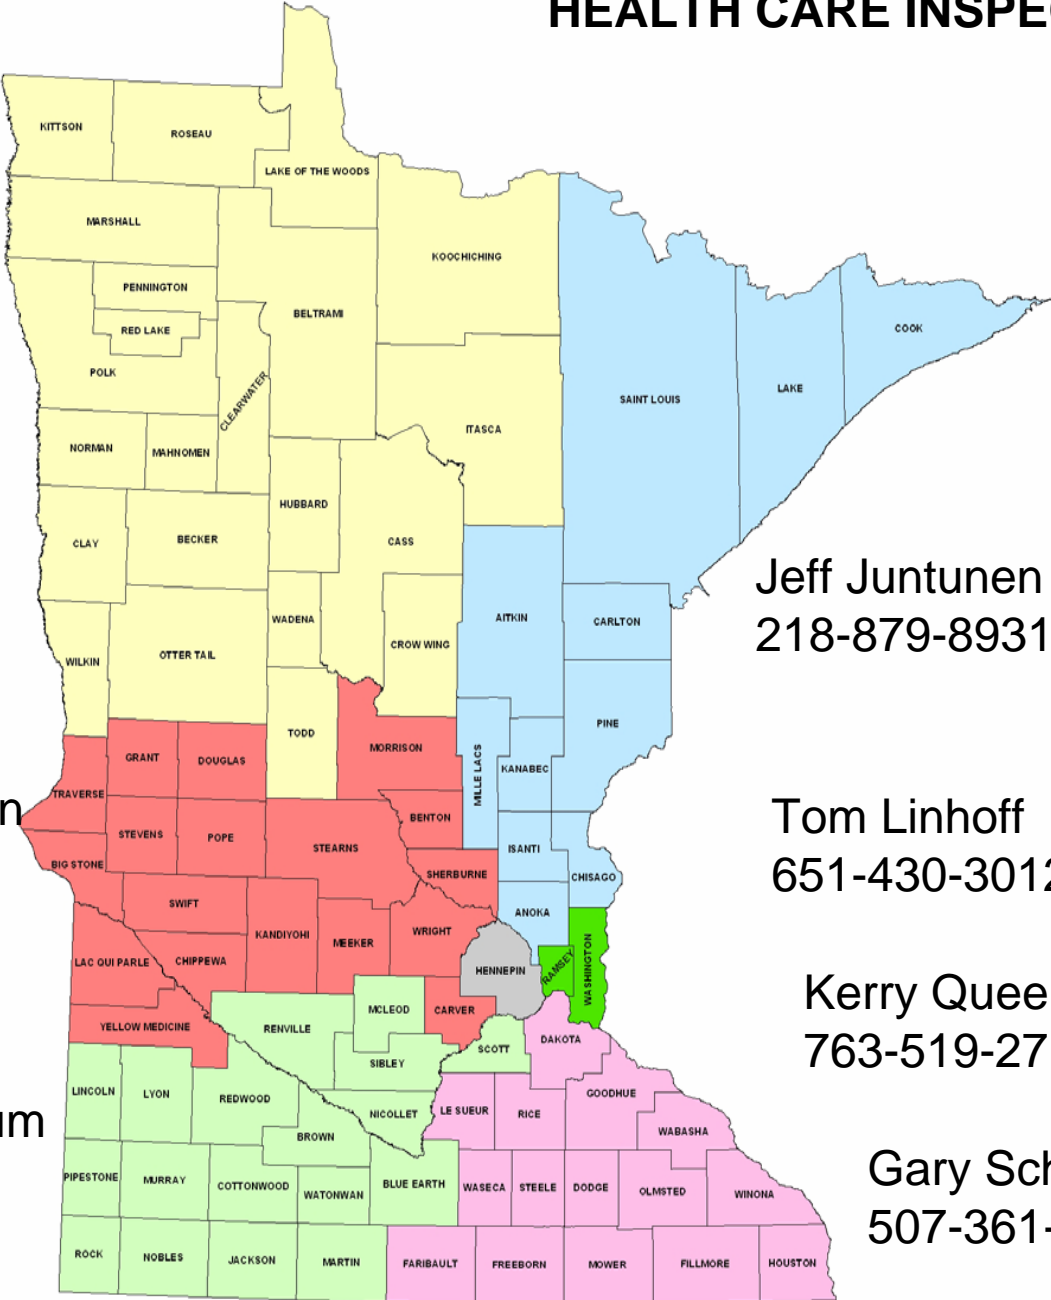 HEALTH CARE INSPEC
KITTSON
ROSEAU
LAKE OF THE WOODS
MARSHALL
KOOCHICHING
PENNINGTON
BELTRAMI
RED LAKE
COOK
POLK
CLEARWATER
SAINT LOUIS
LAKE
ITASCA
NORMAN
MAHNOMEN
HUBBARD
CLAY
BECKER
CASS
Jeff Juntunen
218-879-8931
AITKIN
CARLTON
WADENA
CROW WING
OTTER TAIL
WILKIN
PINE
TODD
MORRISON
GRANT
DOUGLAS
KANABEC
MILLE LACS
TRAVERSE
n
BENTON
Tom Linhoff
651-430-3012
STEVENS
POPE
STEARNS
ISANTI
BIG STONE
SHERBURNE
CHISAGO
SWIFT
ANOKA
KANDIYOHI
MEEKER
WRIGHT
LAC QUI PARLE
CHIPPEWA
HENNEPIN
RAMSEY
WASHINGTON
Kerry Quee
763-519-27
MCLEOD
CARVER
YELLOW MEDICINE
RENVILLE
DAKOTA
SCOTT
SIBLEY
LINCOLN
LYON
REDWOOD
GOODHUE
NICOLLET
LE SUEUR
RICE
um
BROWN
WABASHA
PIPESTONE
MURRAY
COTTONWOOD
WATONWAN
BLUE EARTH
WASECA
STEELE
DODGE
OLMSTED
WINONA
Gary Sch
507-361-
ROCK
NOBLES
JACKSON
MARTIN
FARIBAULT
FREEBORN
MOWER
FILLMORE
HOUSTON